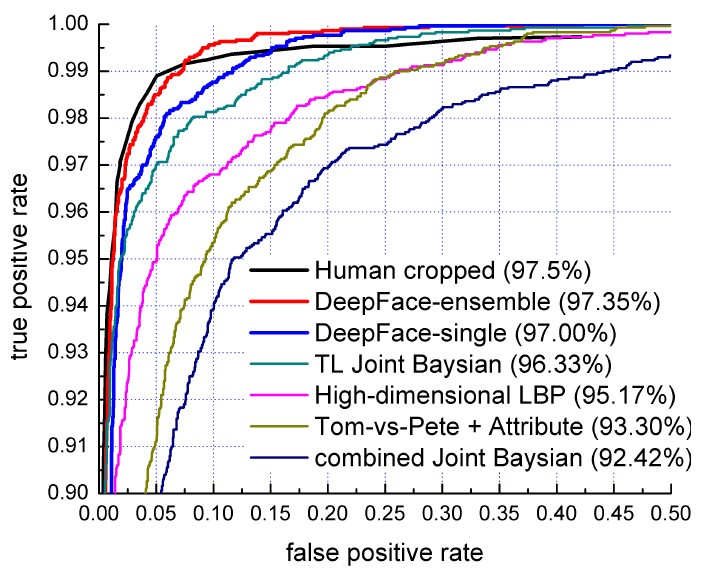 1.00
0.99
0.98
0.97
0.96
0.95
0.94
0.93
0.92
0.91
0.90
true positive rate
Human cropped (97.5%)
DeepFace-ensemble (97.35%)
DeepFace-single (97.00%)
TL Joint Baysian (96.33%)
High-dimensional LBP (95.17%)
Tom-vs-Pete + Attribute (93.30%)
combined Joint Baysian (92.42%)
0.00 0.05 0.10 0.15 0.20 0.25 0.30 0.35 0.40 0.45 0.50
false positive rate